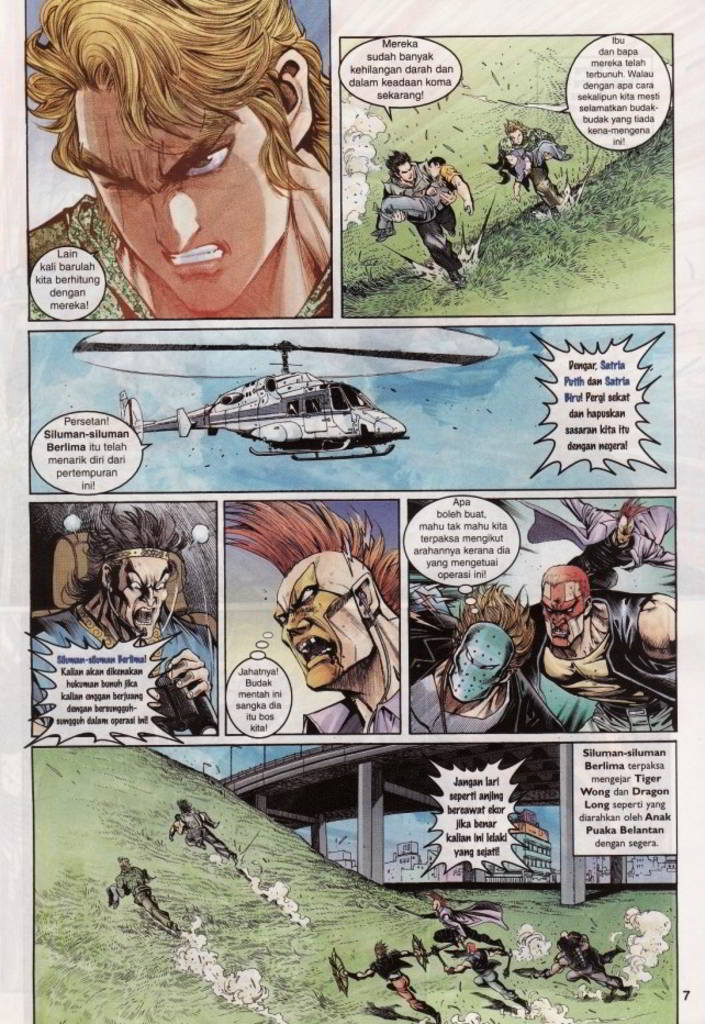 Lain
kali barulah
kita berhitung
dengan
mereka!
Mereka
sudah banyak
kehilangan darah dan
dalam keadaan koma
sekarang!
Ibu
dan bapa
mereka telah
terbunuh. Walau
dengan apa cara
sekalipun kita mesti
selamatkan budak-
budak yang tiada
kena-mengena
ini!
Persetan!
Siluman-siluman
Berlima itu telah
menarik diri dari
pertempuran
ini!
Dengar, Satria
Putih dan Satria
Biru! Pergi sekat
dan hapuskan
sasaran kita itu
dengan negera!
Siluman-siluman Berlima!
Kalian akan dikenakan
hukuman bunuh jika
kalian enggan berjuang
dengan bersungguh-
sungguh dalam operasi ini!
Jahatnya!
Budak
mentah ini
sangka dia
itu bos
kita!
Apa
boleh buat,
mahu tak mahu kita
terpaksa mengikut
arahannya kerana dia
yang mengetuai
operasi ini!
Jangan lari
seperti anjing
bercawat ekor
jika benar
kalian ini lelaki
yang sejati!
Siluman-siluman
Berlima terpaksa
mengejar Tiger
Wong dan Dragon
Long seperti yang
diarahkan oleh Anak
Puaka Belantan
dengan segera.
7